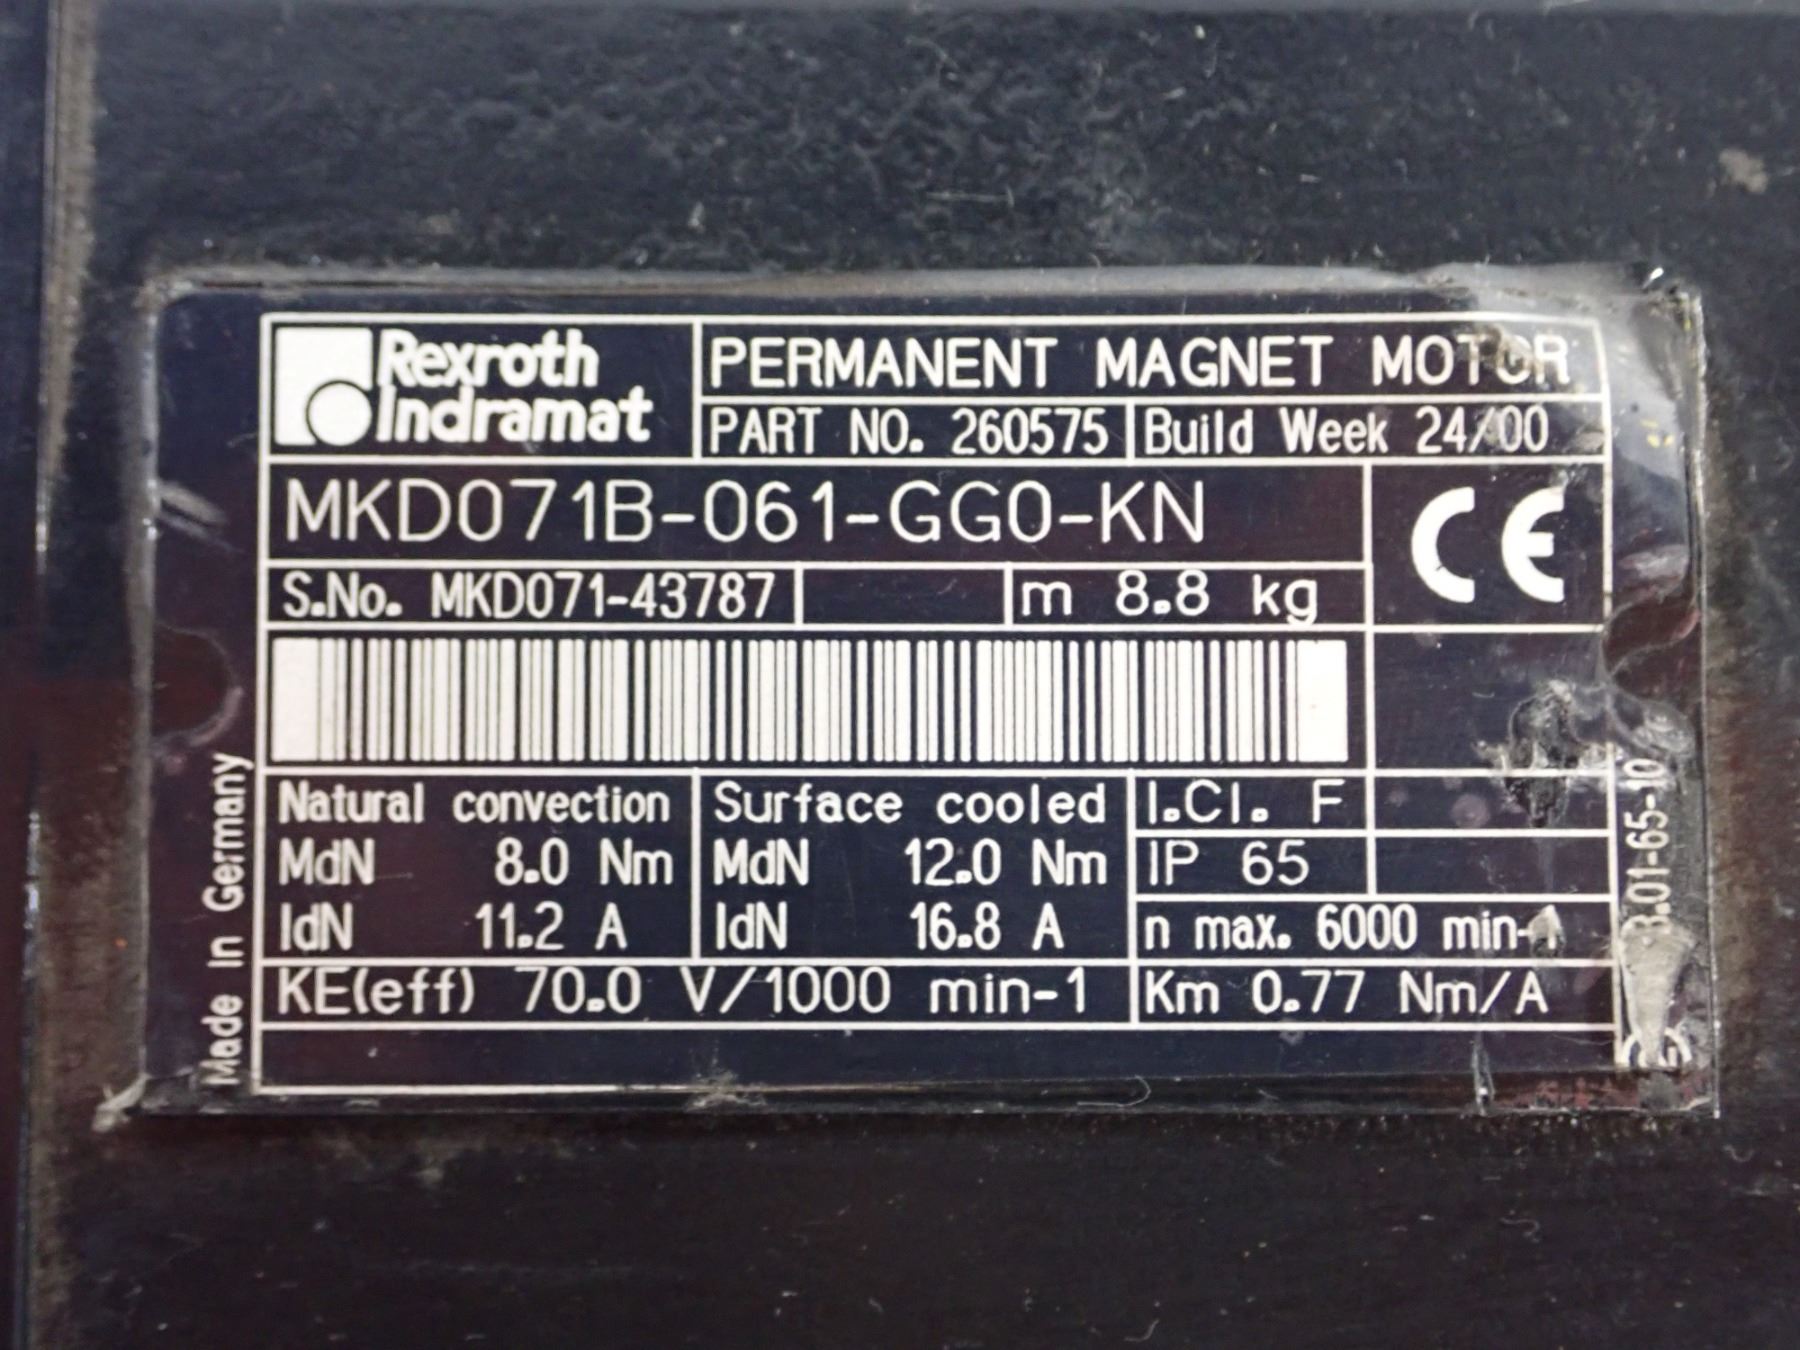 Rexroth
Indramat
PERMANENT MAGNET MOTOR
PART NO. 260575 Build Week 24/00
MKD071B-061-GG0-KN
CE
S.No. MKD071-43787 m 8.8 kg
Natural convection
MdN 8.0 Nm
IdN 11.2 A
Surface cooled
MdN 12.0 Nm
IdN 16.8 A
I.Cl. F
IP 65
n max. 6000 min-1
KE(eff) 70.0 V/1000 min-1
Km 0.77 Nm/A
Made in Germany